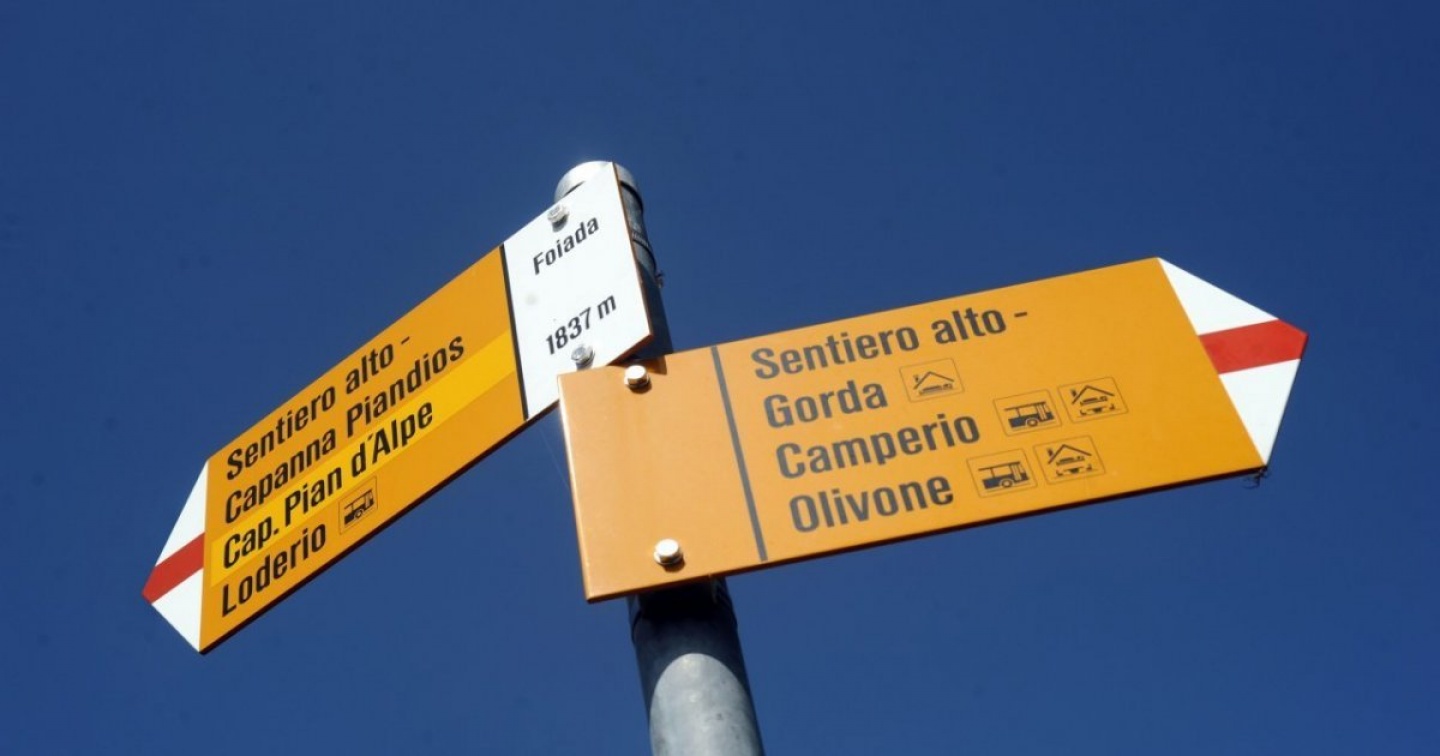 Foiada
1837 m
Sentiero alto -
Capanna Piandios
Cap. Pian d'Alpe
Loderio
Sentiero alto -
Gorda
Camperio
Olivone